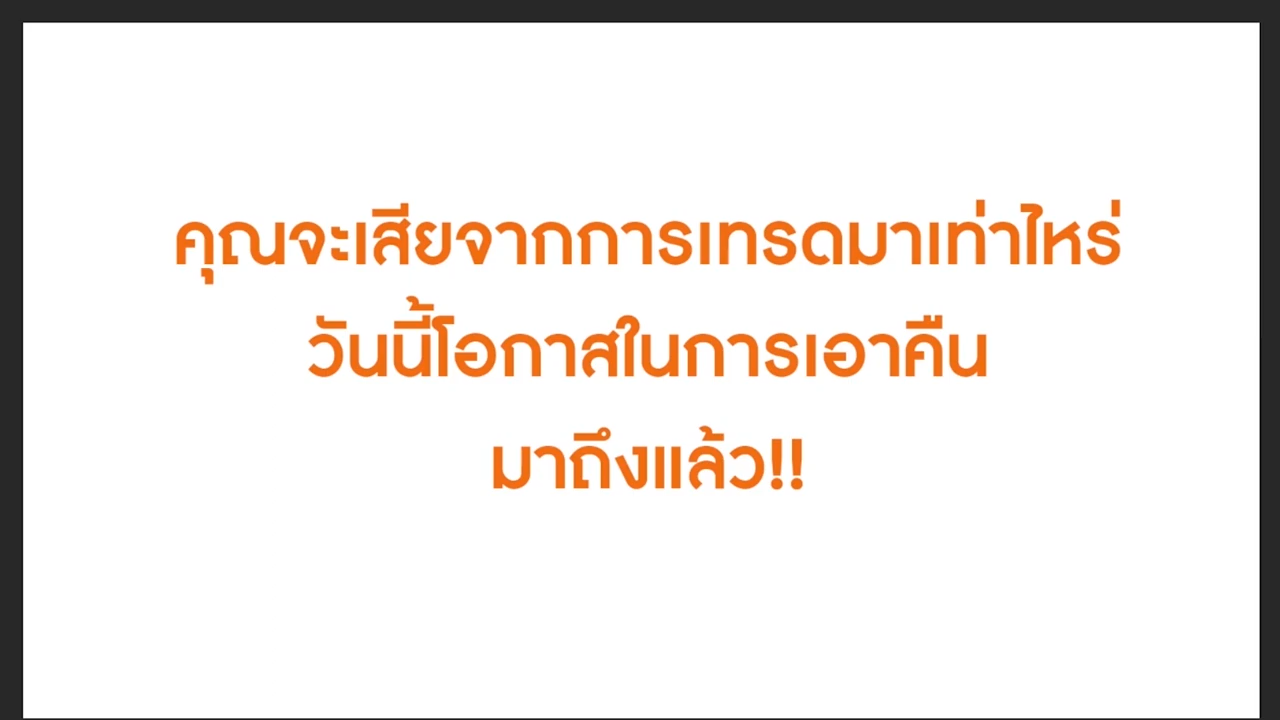 คุณจะเสียจากการเทรดมาเท่าไหร่
วันนี้โอกาสในการเอาคืน
มาถึงแล้ว!!